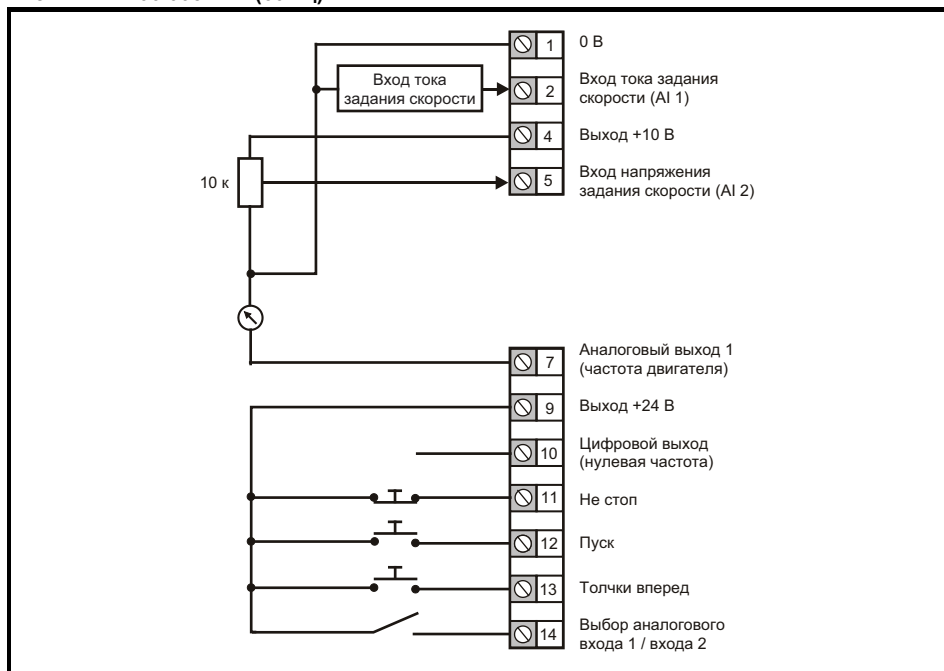 1
0 В
Вход тока
задания скорости
2
Вход тока задания
скорости (AI 1)
4
Выход +10 В
10 к
5
Вход напряжения
задания скорости (AI 2)
7
Аналоговый выход 1
(частота двигателя)
9
Выход +24 В
10
Цифровой выход
(нулевая частота)
11
Не стоп
12
Пуск
13
Толчки вперед
14
Выбор аналогового
входа 1 / входа 2